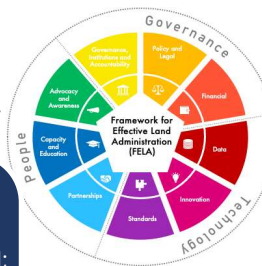 Governance
Governance,
Institutions and
Accountability
Policy and
Legal
Advocacy
and
Awareness
Financial
Framework for
Effective Land
Administration
(FELA)
People
Capacity
and
Education
Data
Partnerships
Innovation
Standards
Technology